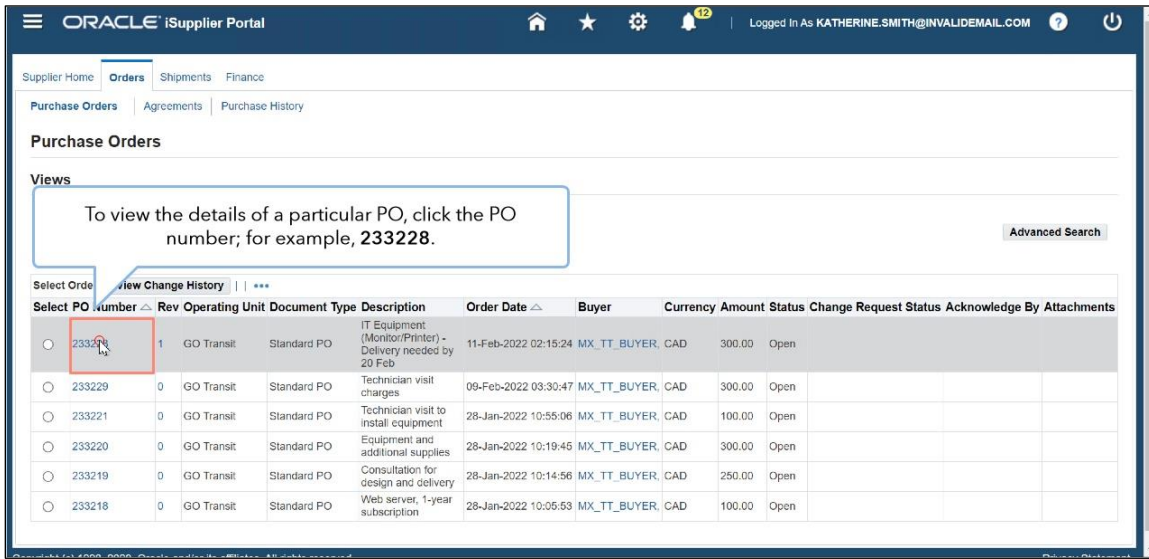 ORACLE iSupplier Portal
12
Logged In As KATHERINE.SMITH@INVALIDEMAIL.COM
?
Supplier Home Orders Shipments Finance
Purchase Orders Agreements Purchase History
Purchase Orders
Views
To view the details of a particular PO, click the PO
number; for example, 233228.
Advanced Search
View Change History
Select PO Number Rev Operating Unit Document Type Description Order Date Buyer Currency Amount Status Change Request Status Acknowledge By Attachments
1 GO Transit Standard PO IT Equipment (Monitor/Printer) - Delivery needed by 20 Feb 11-Feb-2022 02:15:24 MX_TT_BUYER, CAD 300.00 Open
233229 0 GO Transit Standard PO Technician visit charges 09-Feb-2022 03:30:47 MX_TT_BUYER, CAD 300.00 Open
233221 0 GO Transit Standard PO Technician visit to install equipment 28-Jan-2022 10:55:06 MX_TT_BUYER, CAD 100.00 Open
233220 0 GO Transit Standard PO Equipment and additional supplies 28-Jan-2022 10:19:45 MX_TT_BUYER, CAD 300.00 Open
233219 0 GO Transit Standard PO Consultation for design and delivery 28-Jan-2022 10:14:56 MX_TT_BUYER, CAD 250.00 Open
233218 0 GO Transit Standard PO Web server, 1-year subscription 28-Jan-2022 10:05:53 MX_TT_BUYER, CAD 100.00 Open